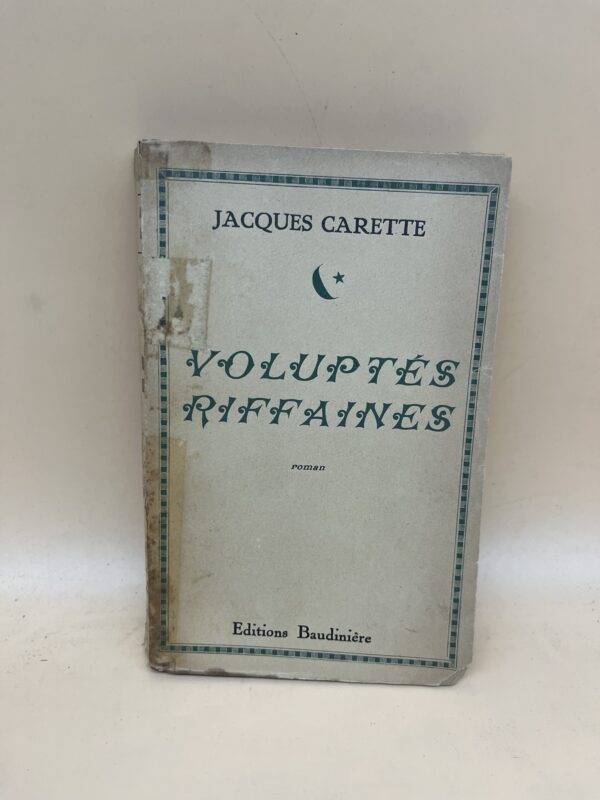 JACQUES CARETTE
VOLUPTÉS
RIFFAINES
roman
Editions Baudinière